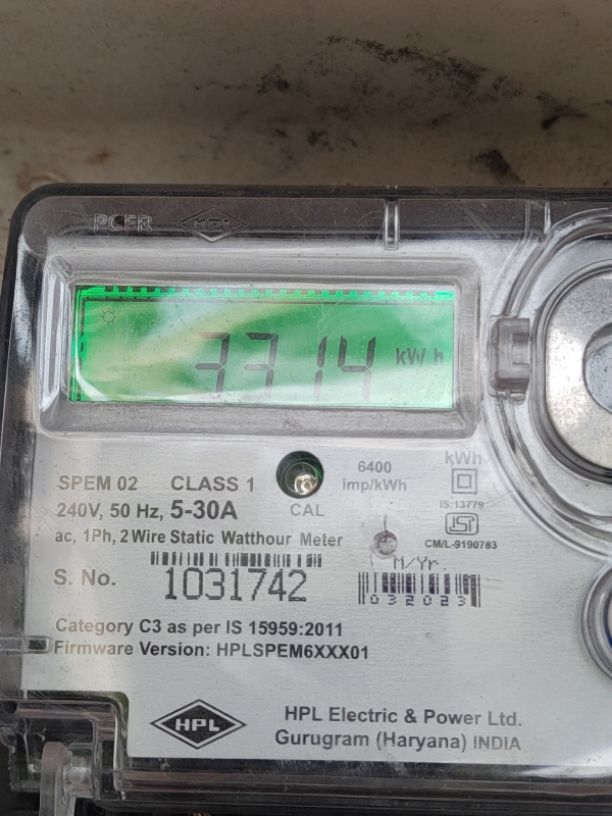 PCFR
3314 kWh
SPEM 02 CLASS 1
240V, 50 Hz, 5-30A
CAL
6400
imp/kWh
kWh
IS:13779
CM/L-9190783
ac, 1Ph, 2 Wire Static Watthour Meter
M/Yr.
S. No. 1031742
032023
Category C3 as per IS 15959:2011
Firmware Version: HPLSPEM6XXX01
HPL
HPL Electric & Power Ltd.
Gurugram (Haryana) INDIA